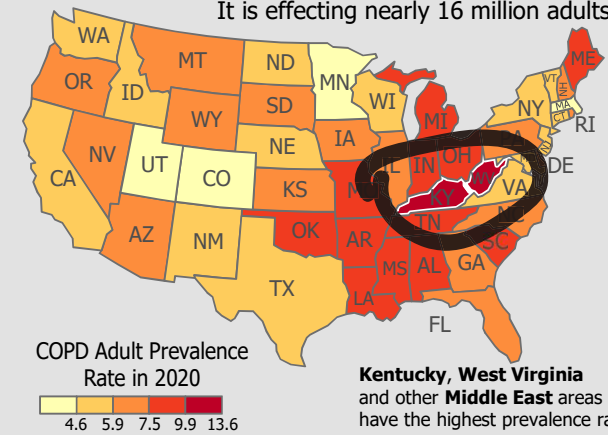 It is effecting nearly 16 million adults
WA
MT
ND
MN
ME
OR
ID
WY
SD
WI
MI
NY
VT
NH
MA
CT
RI
NV
UT
CO
NE
IA
IL
IN
OH
DE
CA
KS
KY
VA
AZ
NM
OK
AR
TN
NC
SC
TX
LA
MS
AL
GA
FL
COPD Adult Prevalence
Rate in 2020
4.6 5.9 7.5 9.9 13.6
Kentucky, West Virginia
and other Middle East areas
have the highest prevalence